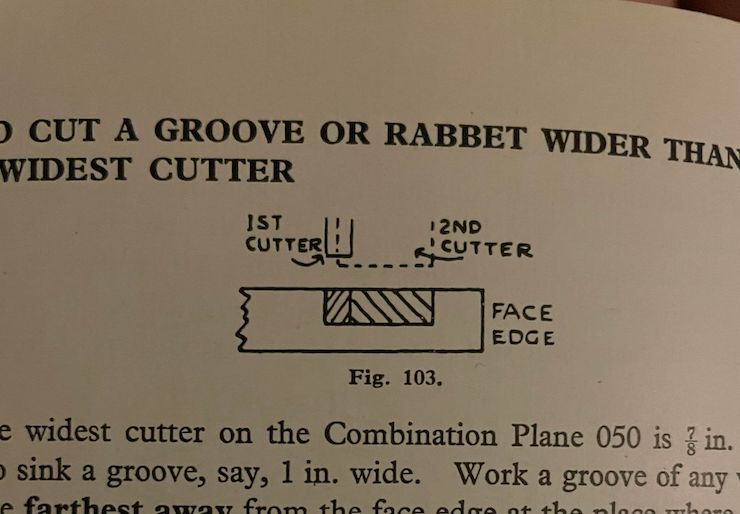 CUT A GROOVE OR RABBET WIDER THAN
WIDEST CUTTER
1ST
CUTTER
2ND
CUTTER
FACE
EDGE
Fig. 103.
widest cutter on the Combination Plane 050 is ⅞ in.
sink a groove, say, 1 in. wide. Work a groove of any
farthest away from the face edge at the place where